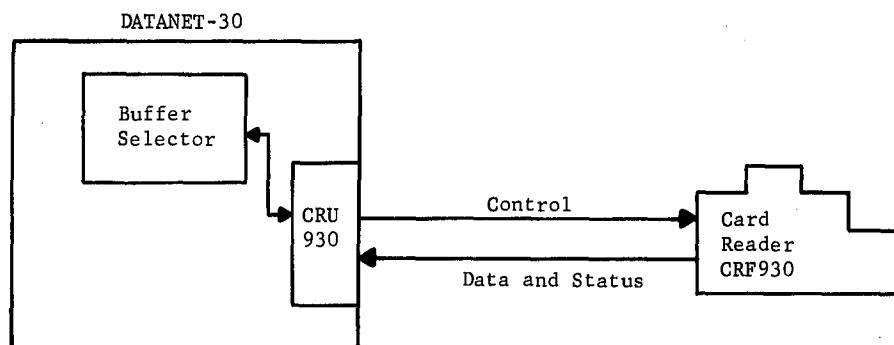 DATANET-30
Buffer
Selector
CRU
930
Control
Data and Status
Card
Reader
CRF930